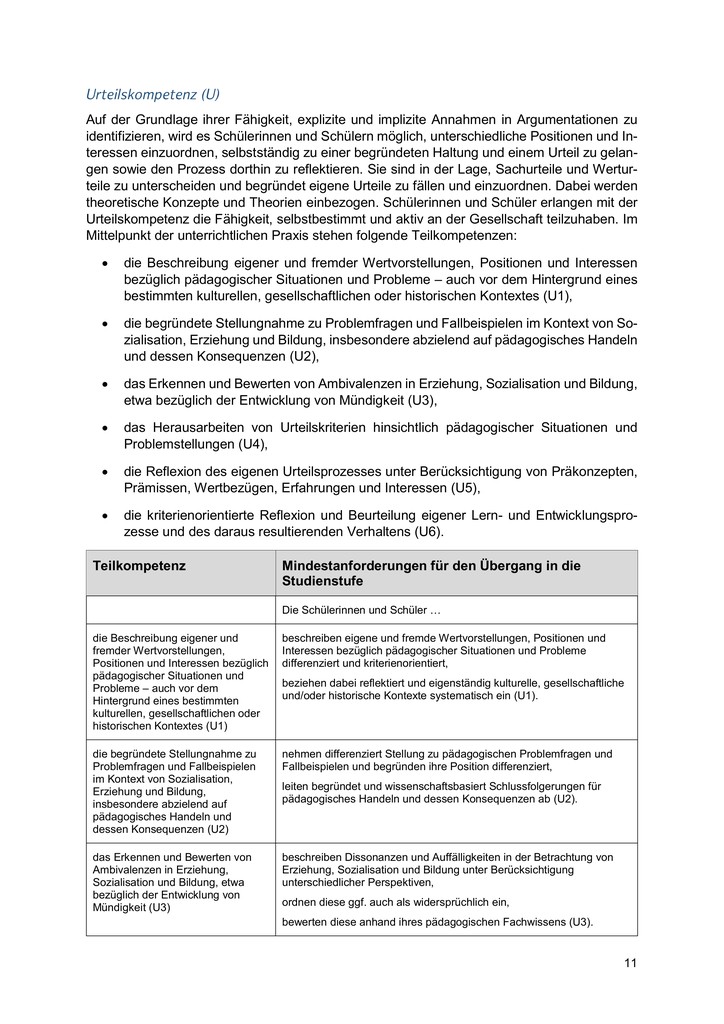 Urteilskompetenz (U)
Auf der Grundlage ihrer Fähigkeit, explizite und implizite Annahmen in Argumentationen zu
identifizieren, wird es Schülerinnen und Schülern möglich, unterschiedliche Positionen und In-
teressen einzuordnen, selbstständig zu einer begründeten Haltung und einem Urteil zu gelan-
gen sowie den Prozess dorthin zu reflektieren. Sie sind in der Lage, Sachurteile und Wertur-
teile zu unterscheiden und begründet eigene Urteile zu fällen und einzuordnen. Dabei werden
theoretische Konzepte und Theorien einbezogen. Schülerinnen und Schüler erlangen mit der
Urteilskompetenz die Fähigkeit, selbstbestimmt und aktiv an der Gesellschaft teilzuhaben. Im
Mittelpunkt der unterrichtlichen Praxis stehen folgende Teilkompetenzen:
• die Beschreibung eigener und fremder Wertvorstellungen, Positionen und Interessen
bezüglich pädagogischer Situationen und Probleme – auch vor dem Hintergrund eines
bestimmten kulturellen, gesellschaftlichen oder historischen Kontextes (U1),
• die begründete Stellungnahme zu Problemfragen und Fallbeispielen im Kontext von So-
zialisation, Erziehung und Bildung, insbesondere abzielend auf pädagogisches Handeln
und dessen Konsequenzen (U2),
• das Erkennen und Bewerten von Ambivalenzen in Erziehung, Sozialisation und Bildung,
etwa bezüglich der Entwicklung von Mündigkeit (U3),
• das Herausarbeiten von Urteilskriterien hinsichtlich pädagogischer Situationen und
Problemstellungen (U4),
• die Reflexion des eigenen Urteilsprozesses unter Berücksichtigung von Präkonzepten,
Prämissen, Wertbezügen, Erfahrungen und Interessen (U5),
• die kriterienorientierte Reflexion und Beurteilung eigener Lern- und Entwicklungspro-
zesse und des daraus resultierenden Verhaltens (U6).
Teilkompetenz
Mindestanforderungen für den Übergang in die
Studienstufe
Die Schülerinnen und Schüler …
die Beschreibung eigener und
fremder Wertvorstellungen,
Positionen und Interessen bezüglich
pädagogischer Situationen und
Probleme – auch vor dem
Hintergrund eines bestimmten
kulturellen, gesellschaftlichen oder
historischen Kontextes (U1)
beschreiben eigene und fremde Wertvorstellungen, Positionen und
Interessen bezüglich pädagogischer Situationen und Probleme
differenziert und kriterienorientiert,
beziehen dabei reflektiert und eigenständig kulturelle, gesellschaftliche
und/oder historische Kontexte systematisch ein (U1).
die begründete Stellungnahme zu
Problemfragen und Fallbeispielen
im Kontext von Sozialisation,
Erziehung und Bildung,
insbesondere abzielend auf
pädagogisches Handeln und
dessen Konsequenzen (U2)
nehmen differenziert Stellung zu pädagogischen Problemfragen und
Fallbeispielen und begründen ihre Position differenziert,
leiten begründet und wissenschaftsbasiert Schlussfolgerungen für
pädagogisches Handeln und dessen Konsequenzen ab (U2).
das Erkennen und Bewerten von
Ambivalenzen in Erziehung,
Sozialisation und Bildung, etwa
bezüglich der Entwicklung von
Mündigkeit (U3)
beschreiben Dissonanzen und Auffälligkeiten in der Betrachtung von
Erziehung, Sozialisation und Bildung unter Berücksichtigung
unterschiedlicher Perspektiven,
ordnen diese ggf. auch als widersprüchlich ein,
bewerten diese anhand ihres pädagogischen Fachwissens (U3).
11